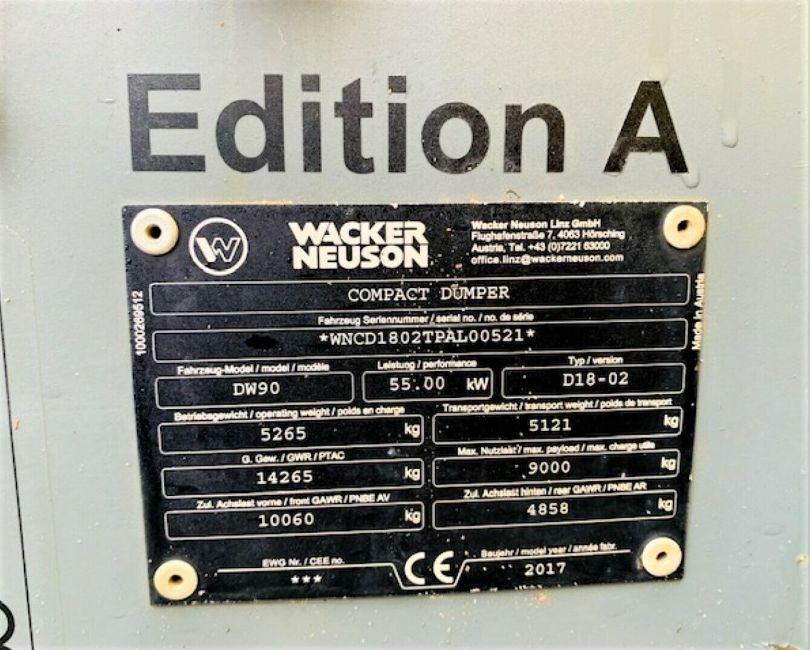 Edition A
WACKER
NEUSON
Wacker Neuson Linz GmbH
Flughafenstraße 7, 4063 Hörsching
Austria, Tel. +43 (0)7221 63000
office.linz@wackerneuson.com
1000269512
Made in Austria
COMPACT DUMPER
Fahrzeug Seriennummer / serial no. / no. de série
*WNCD1802TPAL00521*
Fahrzeug-Model / model / modèle Leistung / performance Typ / version
DW90 55.00 kW D18-02
Betriebsgewicht / operating weight / poids en charge Transportgewicht / transport weight / poids de transport
5265 kg 5121 kg
G. Gew. / GWR / PTAC Max. Nutzlast / max. payload / max. charge utile
14265 kg 9000 kg
Zul. Achslast vorne / front GAWR / PNBE AV Zul. Achslast hinten / rear GAWR / PNBE AR
10060 kg 4858 kg
EWG Nr. / CEE no. CE Baujahr / model year / année fabr.
*** 2017